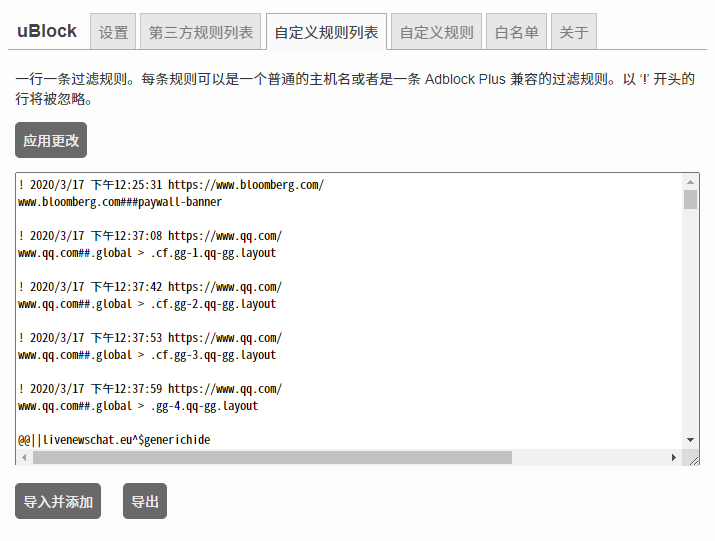 uBlock 设置 第三方规则列表 自定义规则列表 自定义规则 白名单 关于
一行一条过滤规则。每条规则可以是一个普通的主机名或者是一条 Adblock Plus 兼容的过滤规则。以 ‘!’ 开头的
行将被忽略。
应用更改
! 2020/3/17 下午12:25:31 https://www.bloomberg.com/
www.bloomberg.com###paywall-banner
! 2020/3/17 下午12:37:08 https://www.qq.com/
www.qq.com##.global > .cf.gg-1.qq-gg.layout
! 2020/3/17 下午12:37:42 https://www.qq.com/
www.qq.com##.global > .cf.gg-2.qq-gg.layout
! 2020/3/17 下午12:37:53 https://www.qq.com/
www.qq.com##.global > .cf.gg-3.qq-gg.layout
! 2020/3/17 下午12:37:59 https://www.qq.com/
www.qq.com##.global > .gg-4.qq-gg.layout
@@||livenewschat.eu^$generichide
导入并添加 导出